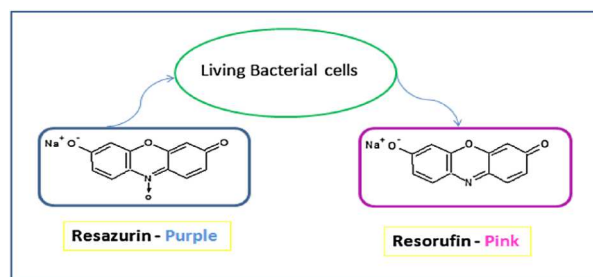 Living Bacterial cells
Na+ O-
O
O
N
O
Na+ O-
O
O
N
Resazurin - Purple
Resorufin - Pink